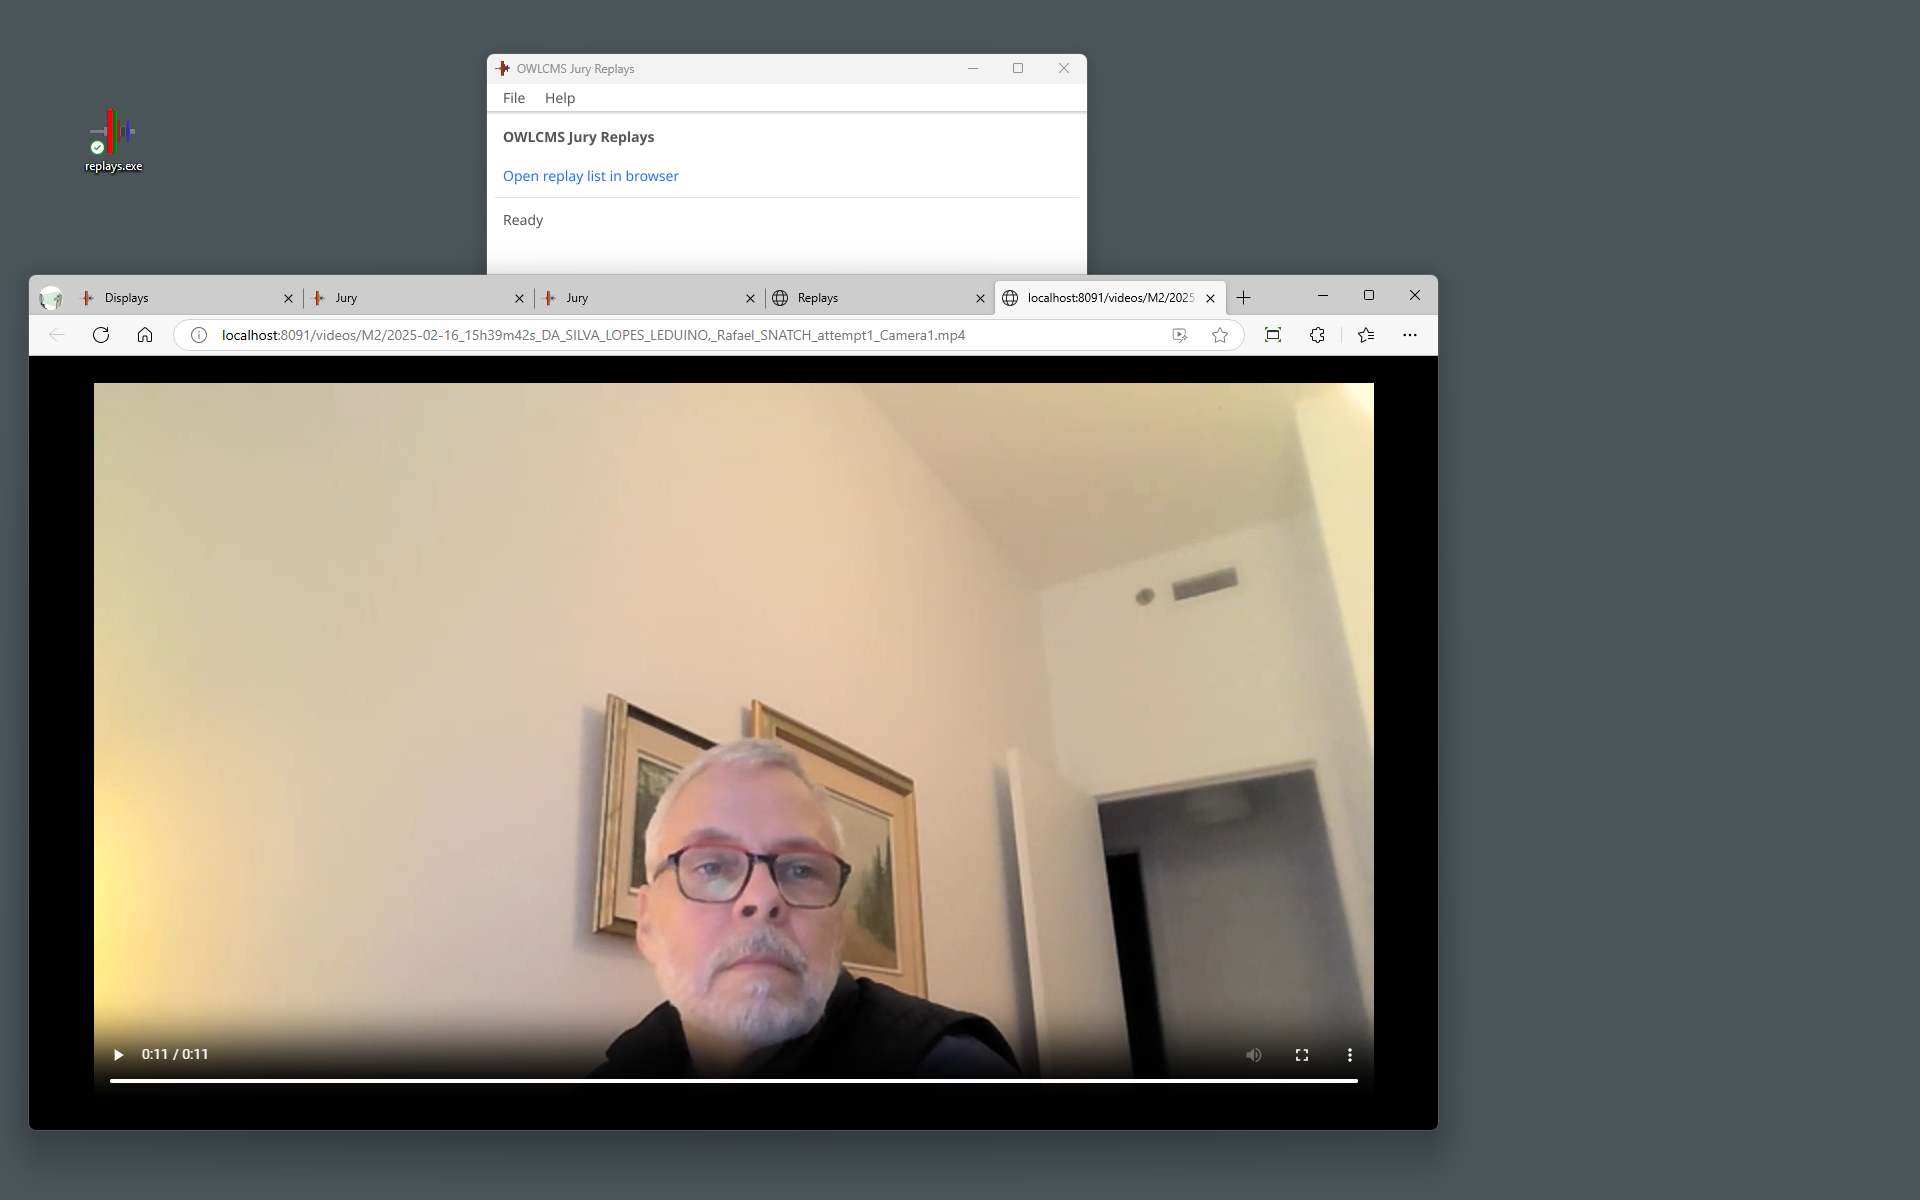 replays.exe
OWLCMS Jury Replays
File Help
OWLCMS Jury Replays
Open replay list in browser
Ready
Displays
Jury
Jury
Replays
localhost:8091/videos/M2/2025
localhost:8091/videos/M2/2025-02-16_15h39m42s_DA_SILVA_LOPES_LEDUINO,_Rafael_SNATCH_attempt1_Camera1.mp4
0:11 / 0:11